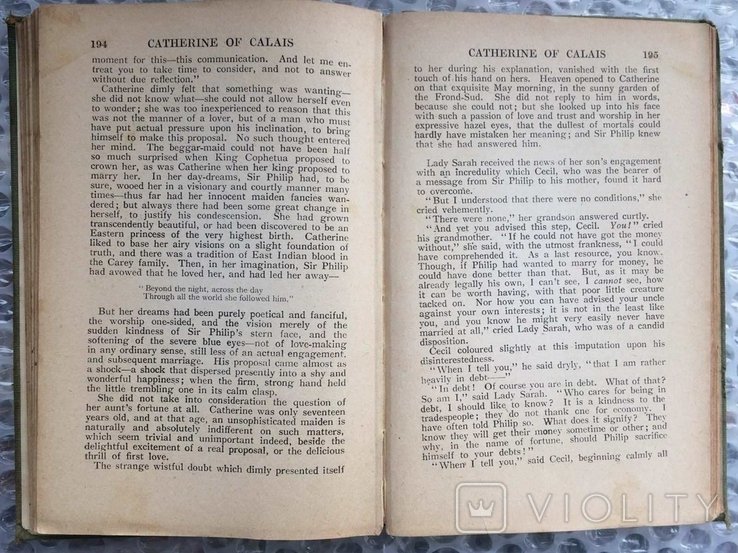 194 CATHERINE OF CALAIS
moment for this—this communication. And let me en-
treat you to take time to consider, and not to answer
without due reflection."
Catherine dimly felt that something was wanting—
she did not know what—she could not allow herself even
to wonder; she was too inexperienced to reason that this
was not the manner of a lover, but of a man who must
have put actual pressure upon his inclination, to bring
himself to make this proposal. No such thought entered
her mind. The beggar-maid could not have been half
so much surprised when King Cophetua proposed to
crown her, as was Catherine when her king proposed to
marry her. In her day-dreams, Sir Philip had, to be
sure, wooed her in a visionary and courtly manner many
times—thus far had her innocent maiden fancies wan-
dered; but always there had been some great change in
herself, to justify his condescension. She had grown
transcendently beautiful, or had been discovered to be an
Eastern princess of the very highest birth. Catherine
liked to base her airy visions on a slight foundation of
truth, and there was a tradition of East Indian blood in
the Carey family. Then, in her imagination, Sir Philip
had avowed that he loved her, and had led her away—
"Beyond the night, across the day
Through all the world she followed him."
But her dreams had been purely poetical and fanciful,
the worship one-sided, and the vision merely of the
sudden kindness of Sir Philip's stern face, and the
softening of the severe blue eyes—not of love-making
in any ordinary sense, still less of an actual engagement,
and subsequent marriage. His proposal came almost as
a shock—a shock that dispersed presently into a shy and
wonderful happiness; when the firm, strong hand held
the little trembling one in its calm clasp.
She did not take into consideration the question of
her aunt's fortune at all. Catherine was only seventeen
years old, and at that age, an unsophisticated maiden is
naturally and absolutely indifferent on such matters,
which seem trivial and unimportant indeed, beside the
delightful excitement of a real proposal, or the delicious
thrill of first love.
The strange wistful doubt which dimly presented itself
CATHERINE OF CALAIS 195
to her during his explanation, vanished with the first
touch of his hand on hers. Heaven opened to Catherine
on that exquisite May morning, in the sunny garden of
the Frond-Sud. She did not reply to him in words,
because she could not; but she looked up into his face
with such a passion of love and trust and worship in her
expressive hazel eyes, that the dullest of mortals could
hardly have mistaken her meaning; and Sir Philip knew
that she had answered him.
Lady Sarah received the news of her son's engagement
with an incredulity which Cecil, who was the bearer of
a message from Sir Philip to his mother, found it hard
to overcome.
"But I understood that there were no conditions," she
cried vehemently.
"There were none," her grandson answered curtly.
"And yet you advised this step, Cecil. You!" cried
his grandmother. "If he could not have got the money
without," she said, with the utmost frankness, "I could
have comprehended it. As a last resource, you know.
Though, if Philip had wanted to marry for money, he
could have done better than that. But, as it may be
already legally his own, I can't see, I cannot see, how
it can be worth having, with that poor little creature
tacked on. Nor how you can have advised your uncle
against your own interests; it is not in the least like
you, and you know he might very easily never have
married at all," cried Lady Sarah, who was of a candid
disposition.
Cecil coloured slightly at this imputation upon his
disinterestedness.
"When I tell you," he said dryly, "that I am rather
heavily in debt——"
"In debt! Of course you are in debt. What of that?
So am I," said Lady Sarah. "Who cares for being in
debt, I should like to know? It is a kindness to the
tradespeople; they do not thank one for economy. I
have often told Philip so. What does it signify? They
know they will get their money sometime or other; and
why, in the name of fortune, should Philip sacrifice
himself to your debts!"
"When I tell you," said Cecil, beginning calmly all
VIOLITY